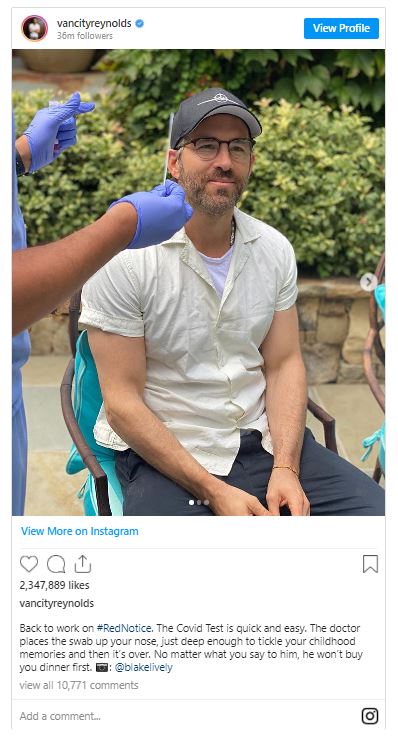 vancityreynolds
36m followers
View Profile
View More on Instagram
2,347,889 likes
vancityreynolds
Back to work on #RedNotice. The Covid Test is quick and easy. The doctor
places the swab up your nose, just deep enough to tickle your childhood
memories and then it's over. No matter what you say to him, he won't buy
you dinner first. 📷: @blakelively
view all 10,771 comments
Add a comment...